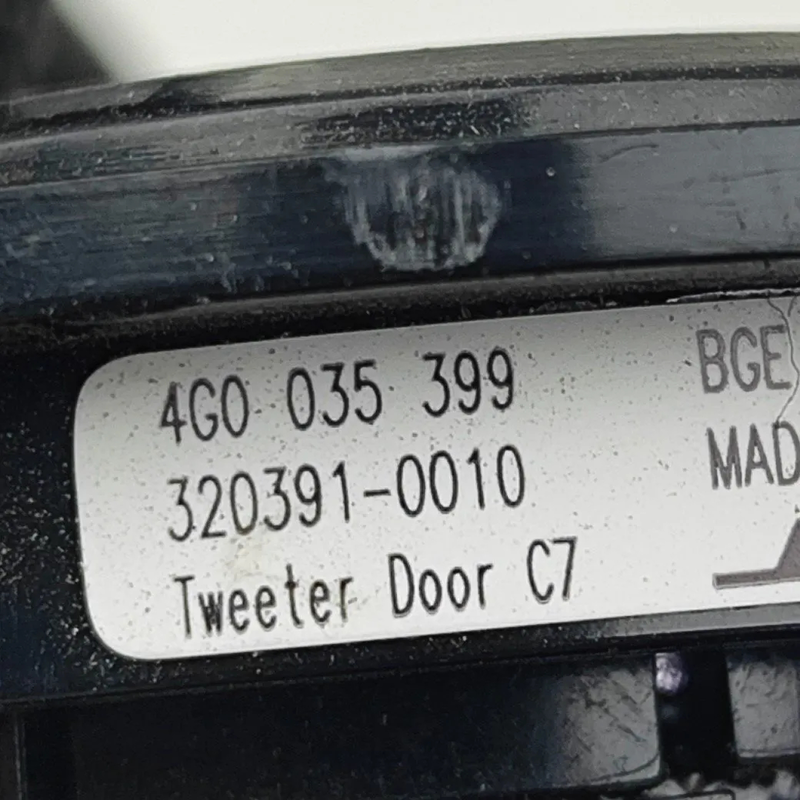 4G0 035 399
320391-0010
Tweeter Door C7
BGE
MAD